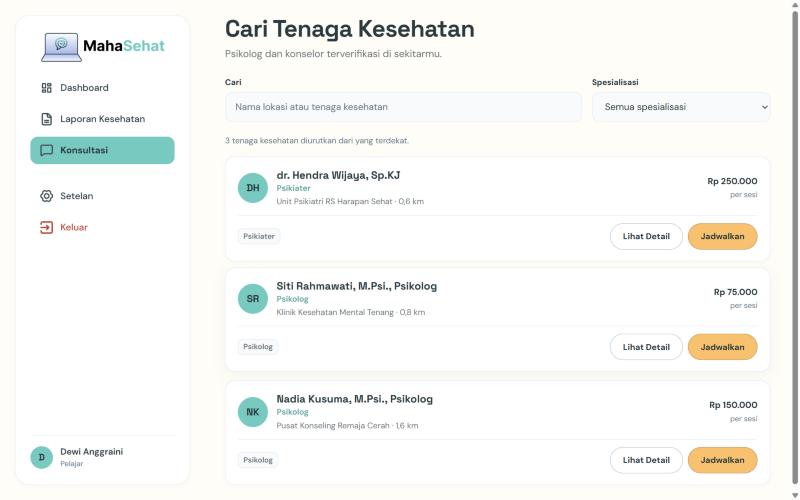 MahaSehat
Dashboard
Laporan Kesehatan
Konsultasi
Setelan
Keluar
D
Dewi Anggraini
Pelajar
Cari Tenaga Kesehatan
Psikolog dan konselor terverifikasi di sekitarmu.
Cari
Spesialisasi
Nama lokasi atau tenaga kesehatan
Semua spesialisasi
3 tenaga kesehatan diurutkan dari yang terdekat.
DH
dr. Hendra Wijaya, Sp.KJ
Psikiater
Unit Psikiatri RS Harapan Sehat · 0,6 km
Rp 250.000
per sesi
Psikiater
Lihat Detail
Jadwalkan
SR
Siti Rahmawati, M.Psi., Psikolog
Psikolog
Klinik Kesehatan Mental Tenang · 0,8 km
Rp 75.000
per sesi
Psikolog
Lihat Detail
Jadwalkan
NK
Nadia Kusuma, M.Psi., Psikolog
Psikolog
Pusat Konseling Remaja Cerah · 1,6 km
Rp 150.000
per sesi
Psikolog
Lihat Detail
Jadwalkan